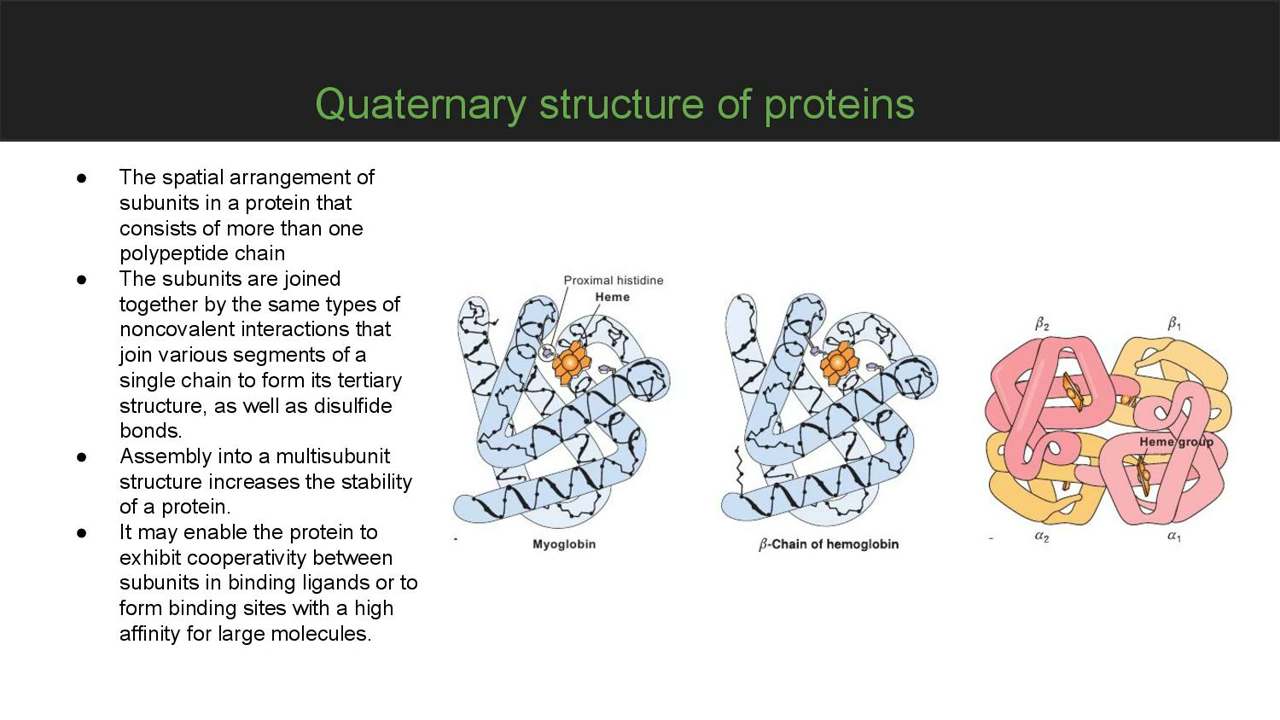 Quaternary structure of proteins
● The spatial arrangement of
subunits in a protein that
consists of more than one
polypeptide chain
● The subunits are joined
together by the same types of
noncovalent interactions that
join various segments of a
single chain to form its tertiary
structure, as well as disulfide
bonds.
● Assembly into a multisubunit
structure increases the stability
of a protein.
● It may enable the protein to
exhibit cooperativity between
subunits in binding ligands or to
form binding sites with a high
affinity for large molecules.
Proximal histidine
Heme
Myoglobin
β-Chain of hemoglobin
β₂ β₁
Heme group
α₂ α₁